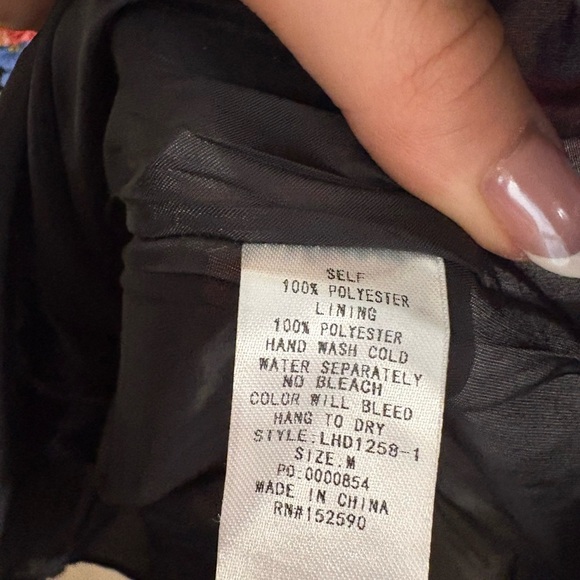 SELF
100% POLYESTER
LINING
100% POLYESTER
HAND WASH COLD
WATER SEPARATELY
NO BLEACH
COLOR WILL BLEED
HANG TO DRY
STYLE.LHD1258-1
SIZE.M
PO.0000854
MADE IN CHINA
RN#152590